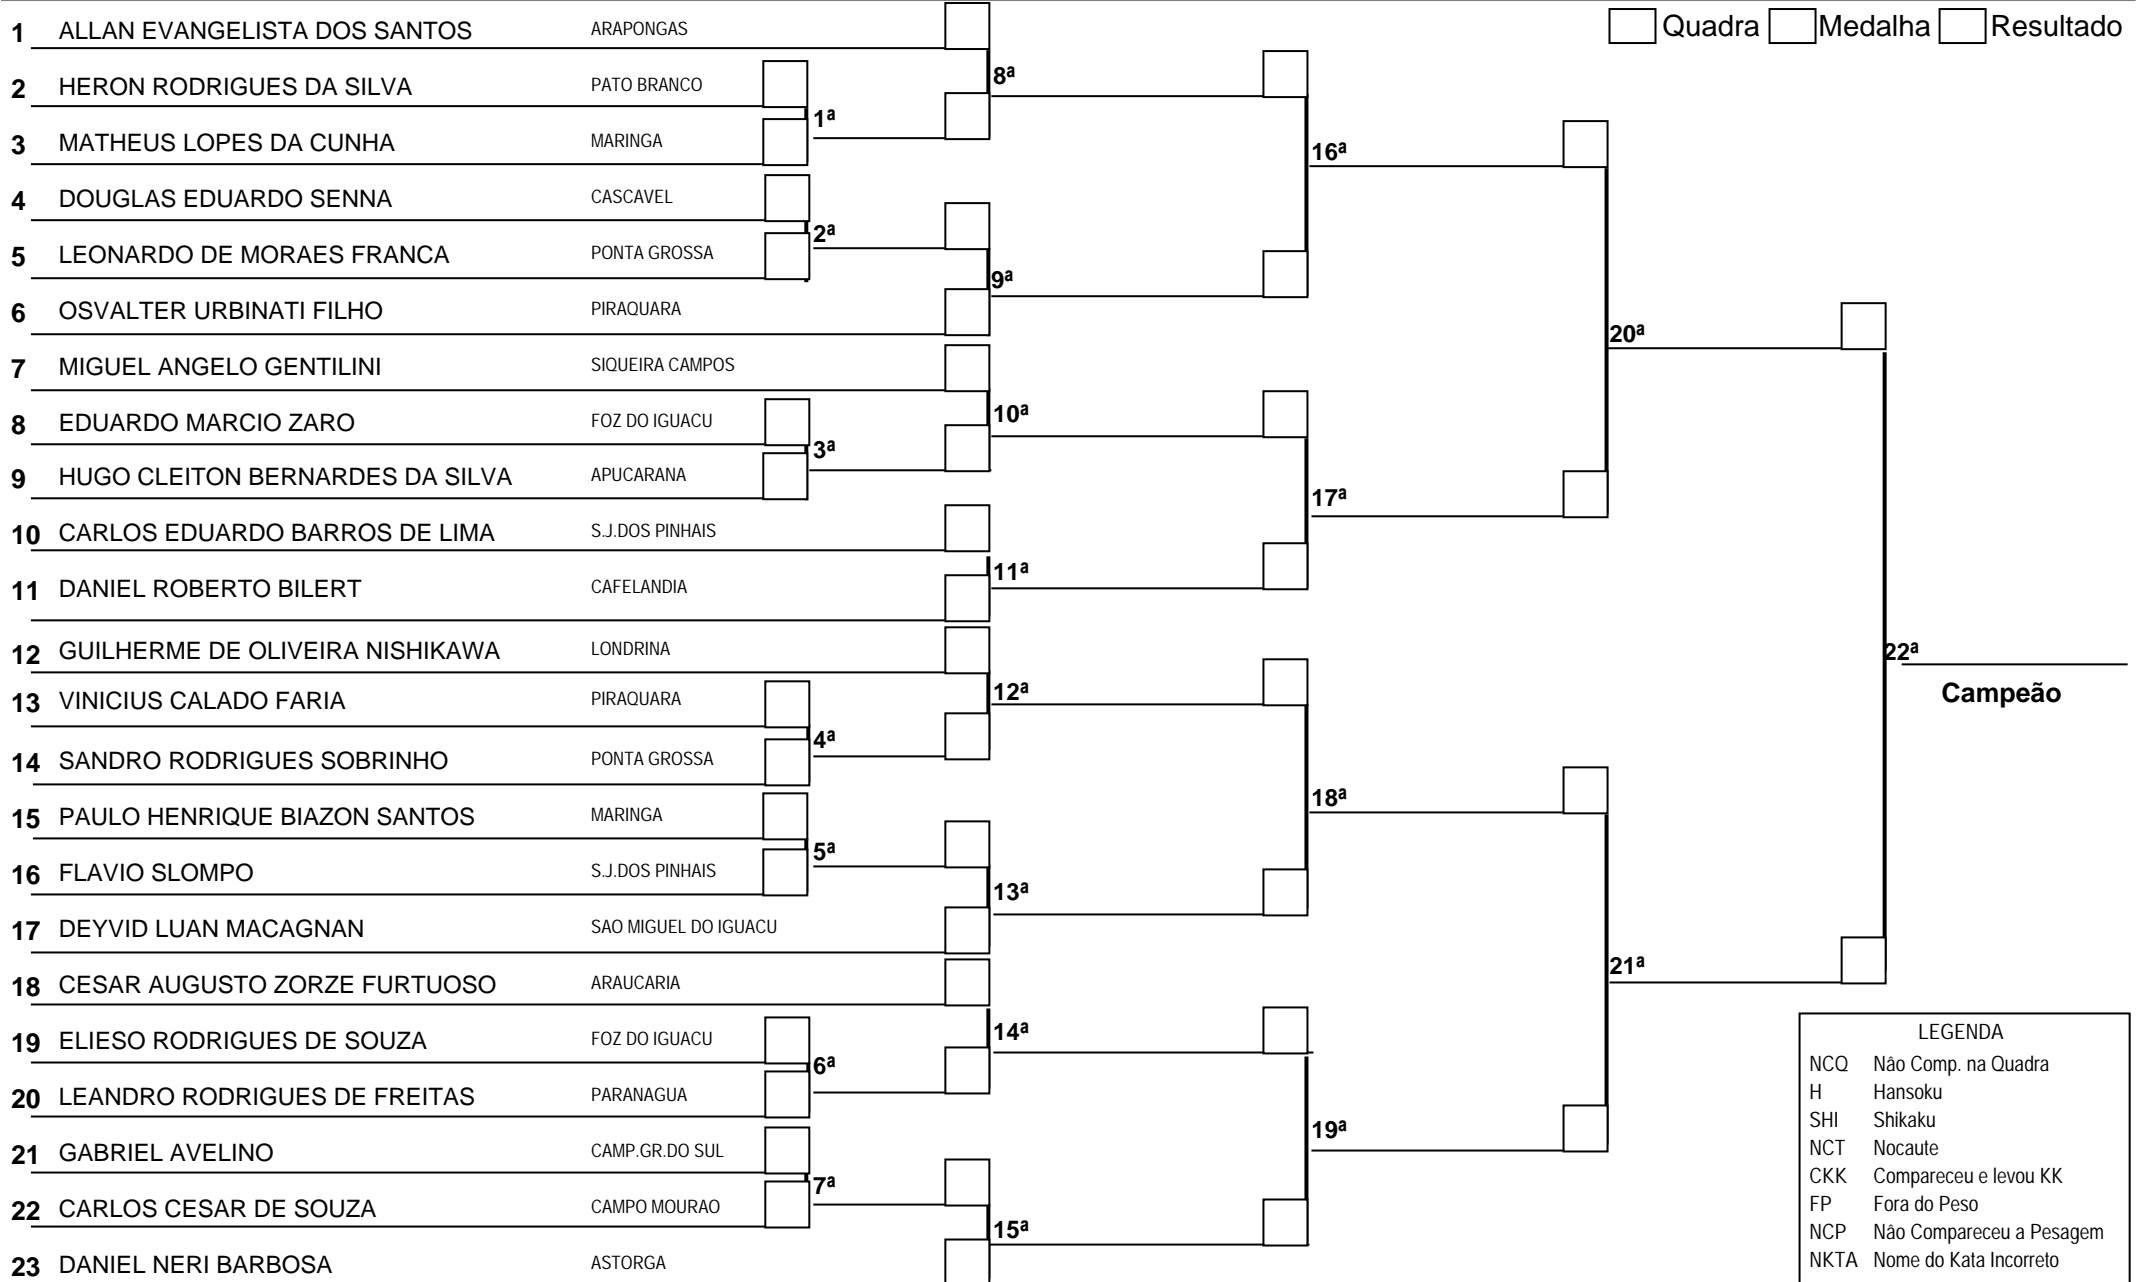 Quadra Medalha Resultado
1 ALLAN EVANGELISTA DOS SANTOS ARAPONGAS
2 HERON RODRIGUES DA SILVA PATO BRANCO
3 MATHEUS LOPES DA CUNHA MARINGA
4 DOUGLAS EDUARDO SENNA CASCAVEL
5 LEONARDO DE MORAES FRANCA PONTA GROSSA
6 OSVALTER URBINATI FILHO PIRAQUARA
7 MIGUEL ANGELO GENTILINI SIQUEIRA CAMPOS
8 EDUARDO MARCIO ZARO FOZ DO IGUACU
9 HUGO CLEITON BERNARDES DA SILVA APUCARANA
10 CARLOS EDUARDO BARROS DE LIMA S.J.DOS PINHAIS
11 DANIEL ROBERTO BILERT CAFELANDIA
12 GUILHERME DE OLIVEIRA NISHIKAWA LONDRINA
13 VINICIUS CALADO FARIA PIRAQUARA
14 SANDRO RODRIGUES SOBRINHO PONTA GROSSA
15 PAULO HENRIQUE BIAZON SANTOS MARINGA
16 FLAVIO SLOMPO S.J.DOS PINHAIS
17 DEYVID LUAN MACAGNAN SAO MIGUEL DO IGUACU
18 CESAR AUGUSTO ZORZE FURTUOSO ARAUCARIA
19 ELIESO RODRIGUES DE SOUZA FOZ DO IGUACU
20 LEANDRO RODRIGUES DE FREITAS PARANAGUA
21 GABRIEL AVELINO CAMP.GR.DO SUL
22 CARLOS CESAR DE SOUZA CAMPO MOURAO
23 DANIEL NERI BARBOSA ASTORGA
1ª
2ª
3ª
4ª
5ª
6ª
7ª
8ª
9ª
10ª
11ª
12ª
13ª
14ª
15ª
16ª
17ª
18ª
19ª
20ª
21ª
22ª
Campeão
LEGENDA
NCQ Nâo Comp. na Quadra
H Hansoku
SHI Shikaku
NCT Nocaute
CKK Compareceu e levou KK
FP Fora do Peso
NCP Nâo Compareceu a Pesagem
NKTA Nome do Kata Incorreto